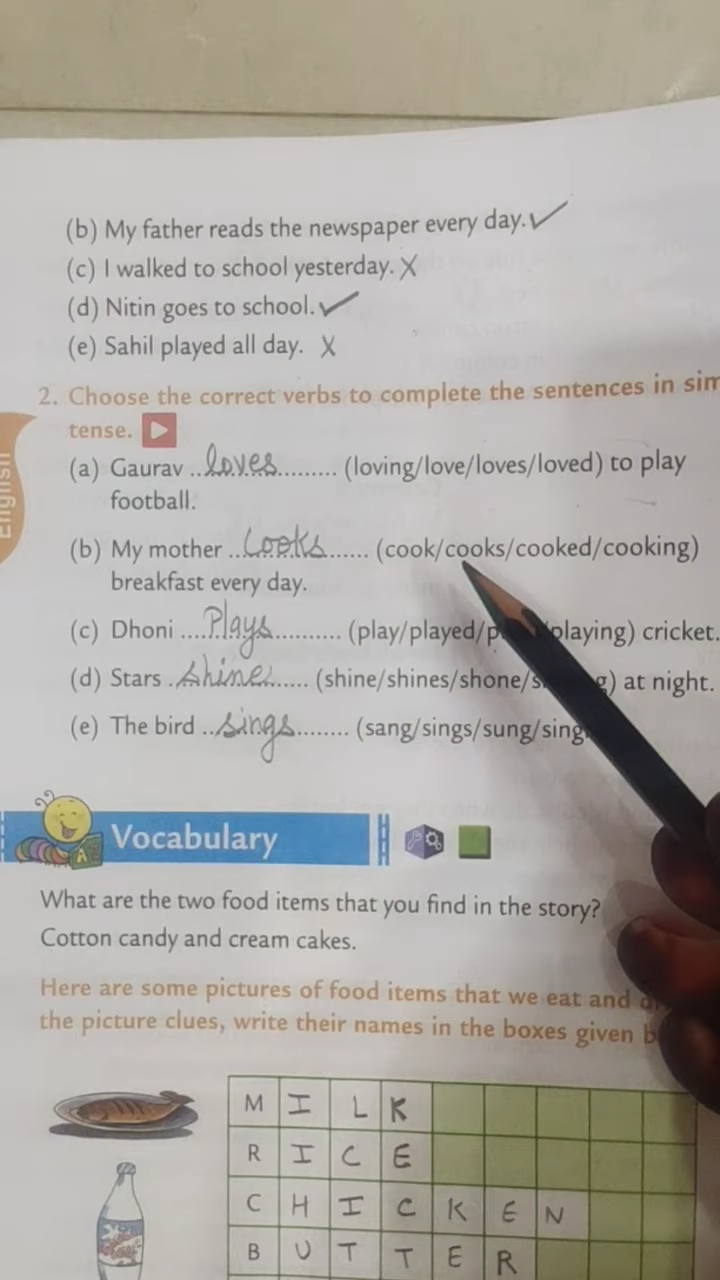 (b) My father reads the newspaper every day. ✓
(c) I walked to school yesterday. X
(d) Nitin goes to school. ✓
(e) Sahil played all day. X
2. Choose the correct verbs to complete the sentences in sim
tense.
English
(a) Gaurav ..loves.......... (loving/love/loves/loved) to play
football.
(b) My mother ..Cooks....... (cook/cooks/cooked/cooking)
breakfast every day.
(c) Dhoni ....Plays........... (play/played/ playing) cricket.
(d) Stars .shine...... (shine/shines/shone/ ) at night.
(e) The bird ..sings........ (sang/sings/sung/sing
Vocabulary
What are the two food items that you find in the story?
Cotton candy and cream cakes.
Here are some pictures of food items that we eat and
the picture clues, write their names in the boxes given
M I L K
R I C E
C H I C K E N
B U T T E R